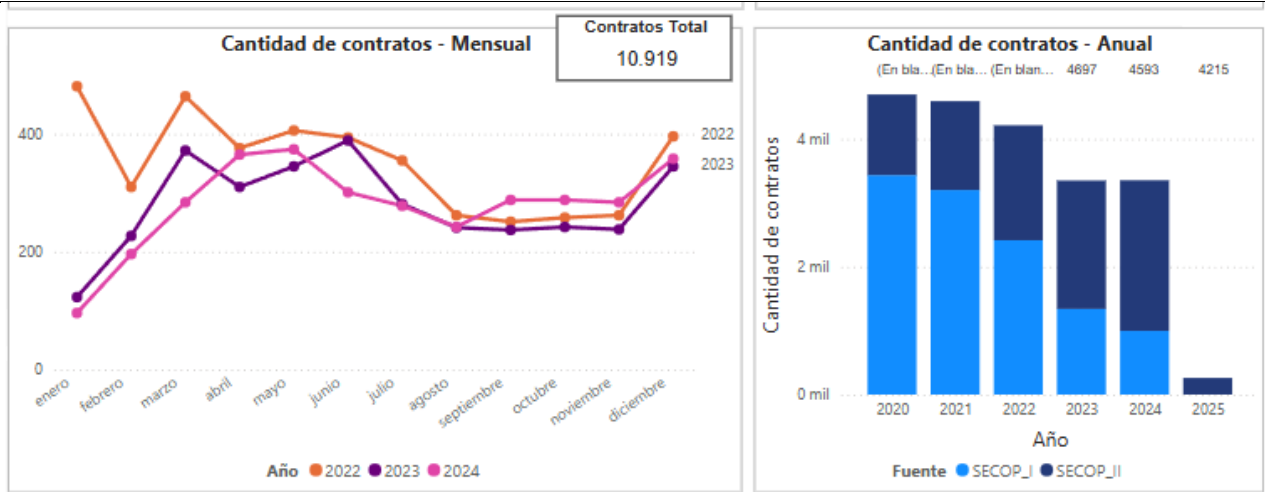 Cantidad de contratos - Mensual
Contratos Total
10.919
400
200
0
2022
2023
enero
febrero
marzo
abril
mayo
junio
julio
agosto
septiembre
octubre
noviembre
diciembre
Año 2022 2023 2024
Cantidad de contratos - Anual
(En bla... (En bla... (En blan... 4697 4593 4215
Cantidad de contratos
4 mil
2 mil
0 mil
2020 2021 2022 2023 2024 2025
Año
Fuente SECOP_I SECOP_II